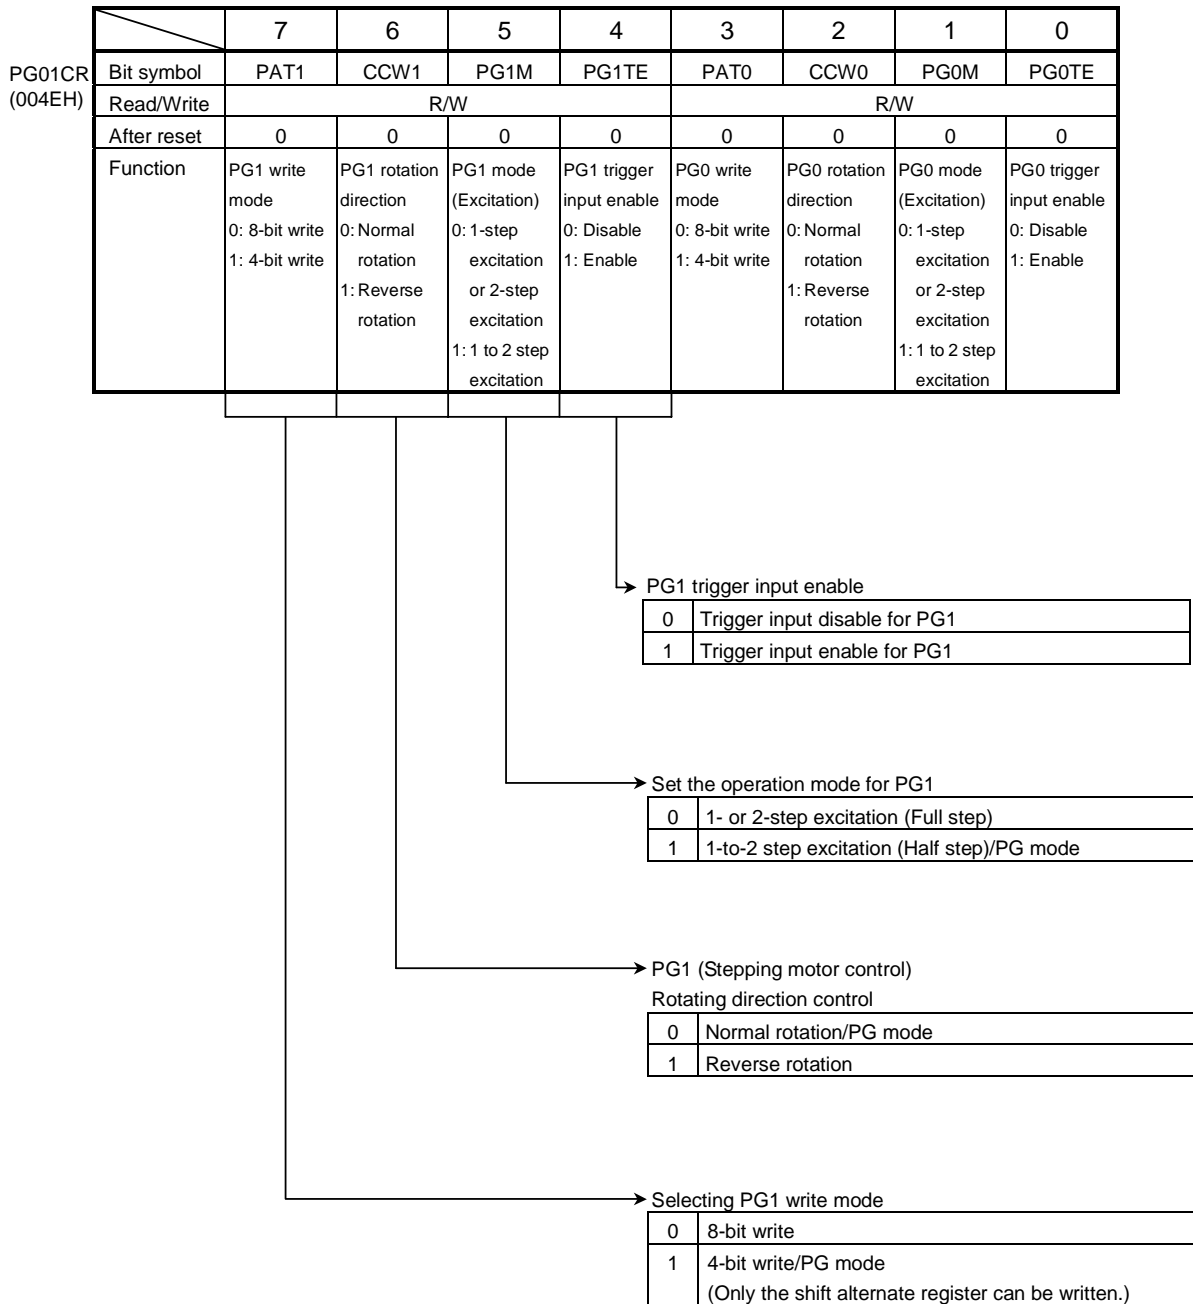 7 6 5 4 3 2 1 0
PG01CR Bit symbol PAT1 CCW1 PG1M PG1TE PAT0 CCW0 PG0M PG0TE
(004EH) Read/Write R/W R/W
After reset 0 0 0 0 0 0 0 0
Function PG1 write PG1 rotation PG1 mode PG1 trigger PG0 write PG0 rotation PG0 mode PG0 trigger
mode direction (Excitation) input enable mode direction (Excitation) input enable
0: 8-bit write 0: Normal 0: 1-step 0: Disable 0: 8-bit write 0: Normal 0: 1-step 0: Disable
1: 4-bit write rotation excitation 1: Enable 1: 4-bit write rotation excitation 1: Enable
1: Reverse or 2-step 1: Reverse or 2-step
rotation excitation rotation excitation
1: 1 to 2 step 1: 1 to 2 step
excitation excitation
PG1 trigger input enable
0 Trigger input disable for PG1
1 Trigger input enable for PG1
Set the operation mode for PG1
0 1- or 2-step excitation (Full step)
1 1-to-2 step excitation (Half step)/PG mode
PG1 (Stepping motor control)
Rotating direction control
0 Normal rotation/PG mode
1 Reverse rotation
Selecting PG1 write mode
0 8-bit write
1 4-bit write/PG mode
(Only the shift alternate register can be written.)